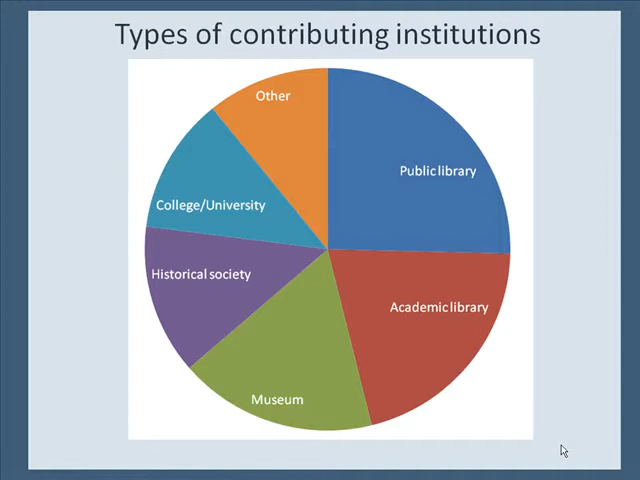 Types of contributing institutions
Other
Public library
College/University
Historical society
Academic library
Museum